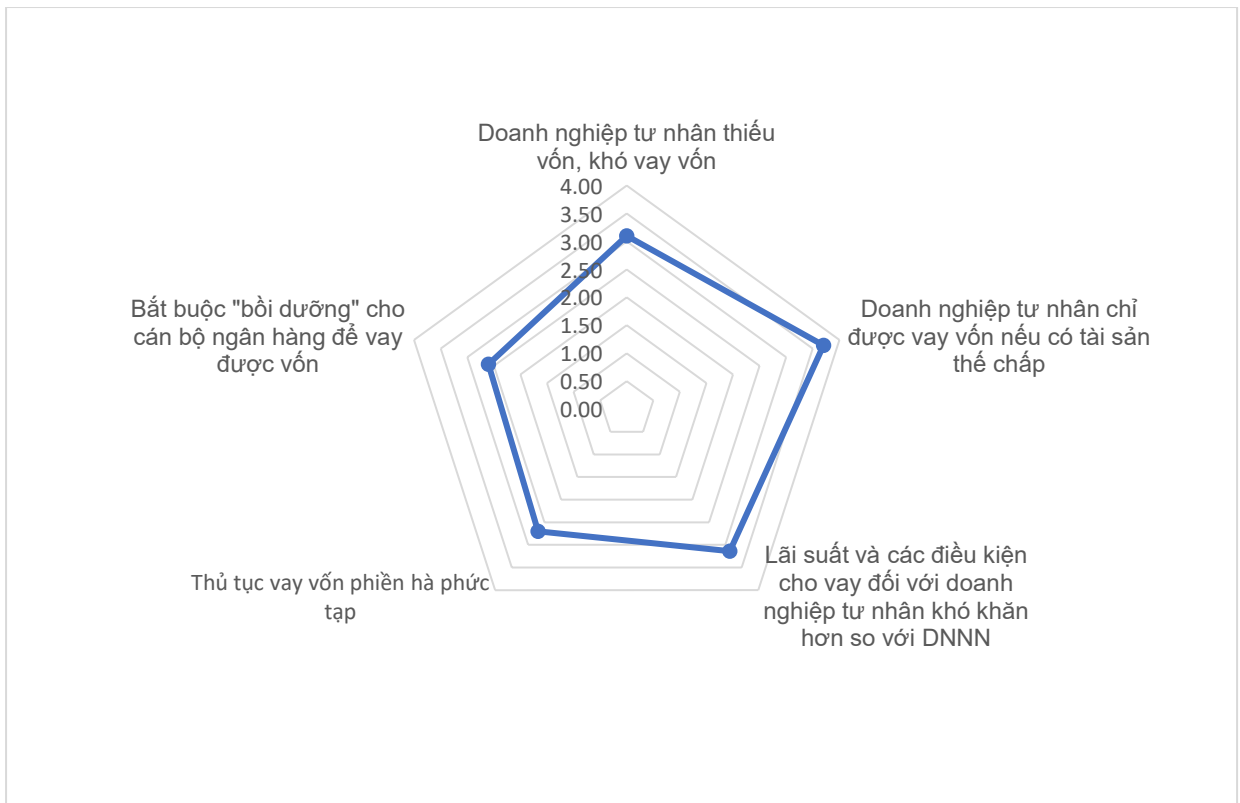 Doanh nghiệp tư nhân thiếu
vốn, khó vay vốn
4.00
3.50
3.00
2.50
2.00
1.50
1.00
0.50
0.00
Doanh nghiệp tư nhân chỉ
được vay vốn nếu có tài sản
thế chấp
Lãi suất và các điều kiện
cho vay đối với doanh
nghiệp tư nhân khó khăn
hơn so với DNNN
Thủ tục vay vốn phiền hà phức
tạp
Bắt buộc "bồi dưỡng" cho
cán bộ ngân hàng để vay
được vốn